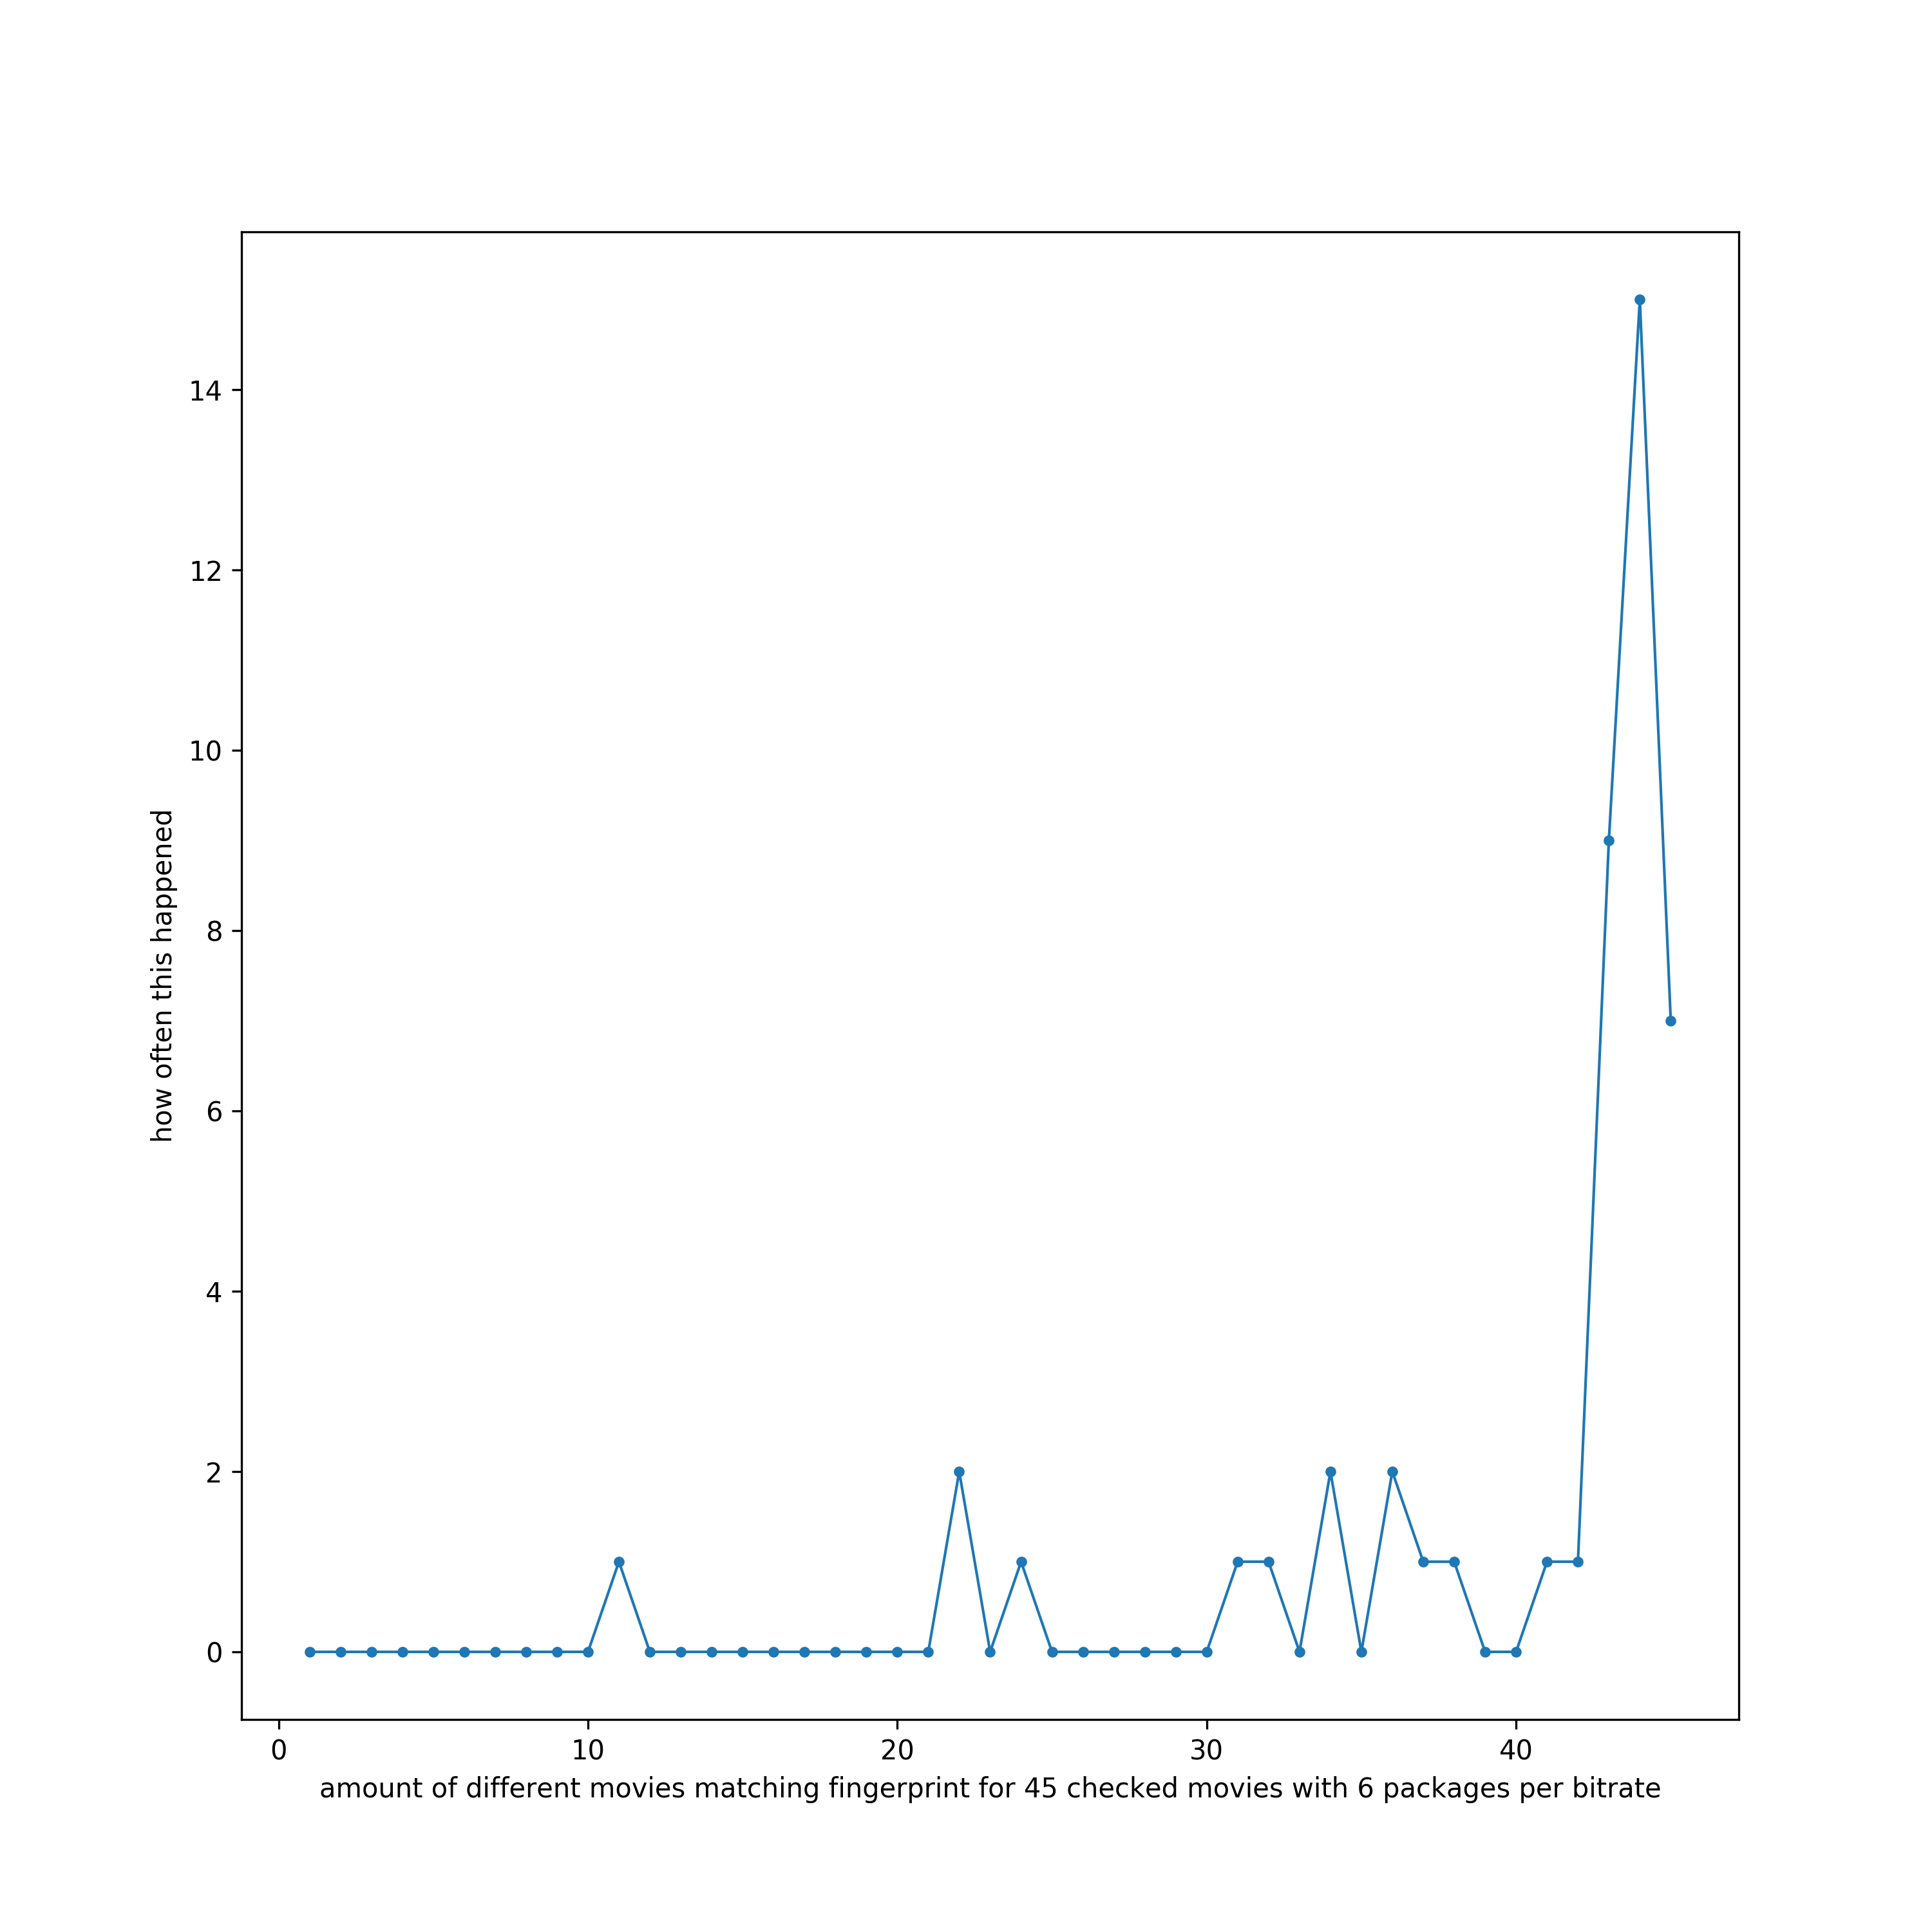 14
12
10
8
6
4
2
0
how often this happened
0 10 20 30 40
amount of different movies matching fingerprint for 45 checked movies with 6 packages per bitrate